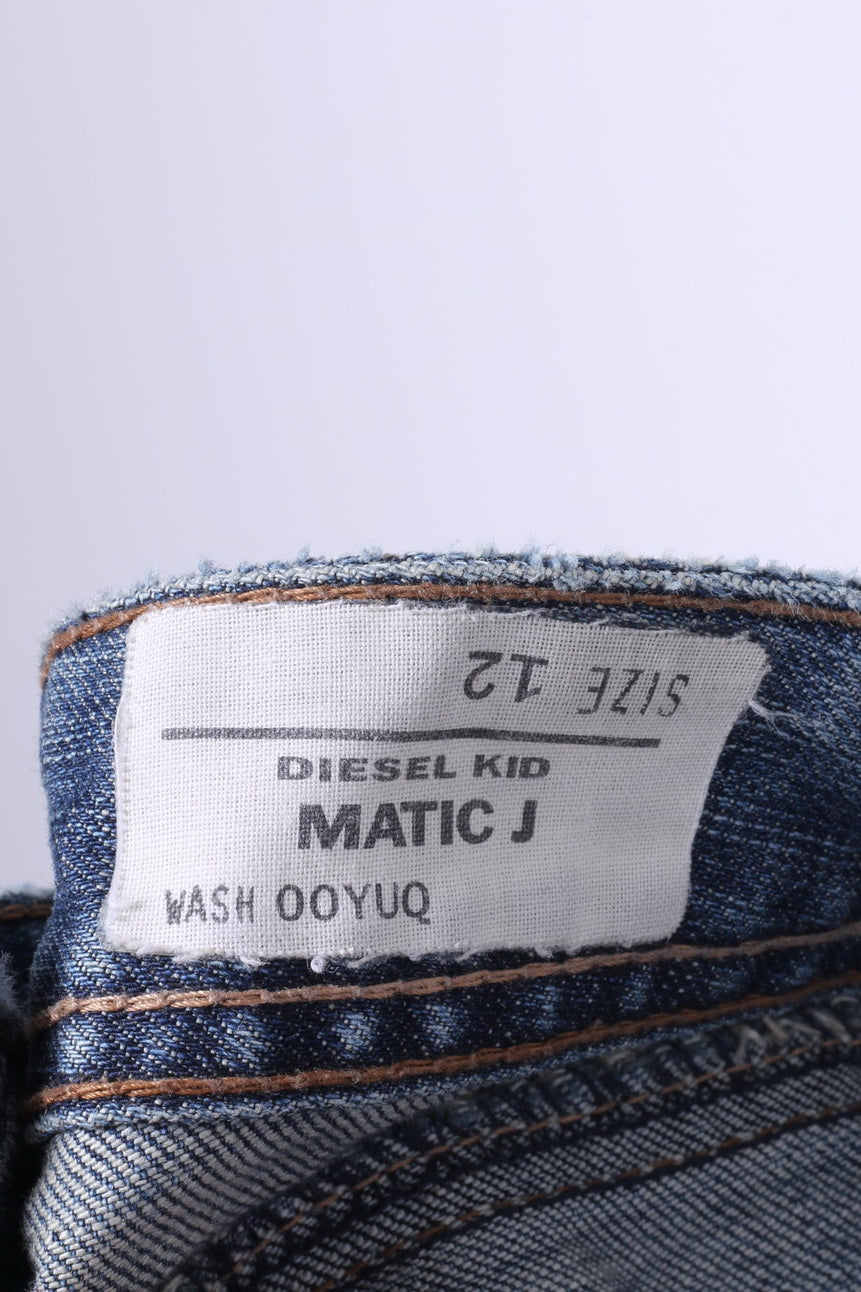 SIZE 12
DIESEL KID
MATIC J
WASH OOYUQ